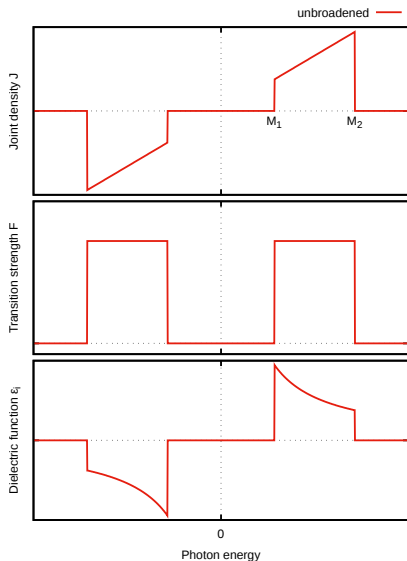 unbroadened
Joint density J
M₁
M₂
Transition strength F
Dielectric function εᵢ
0
Photon energy